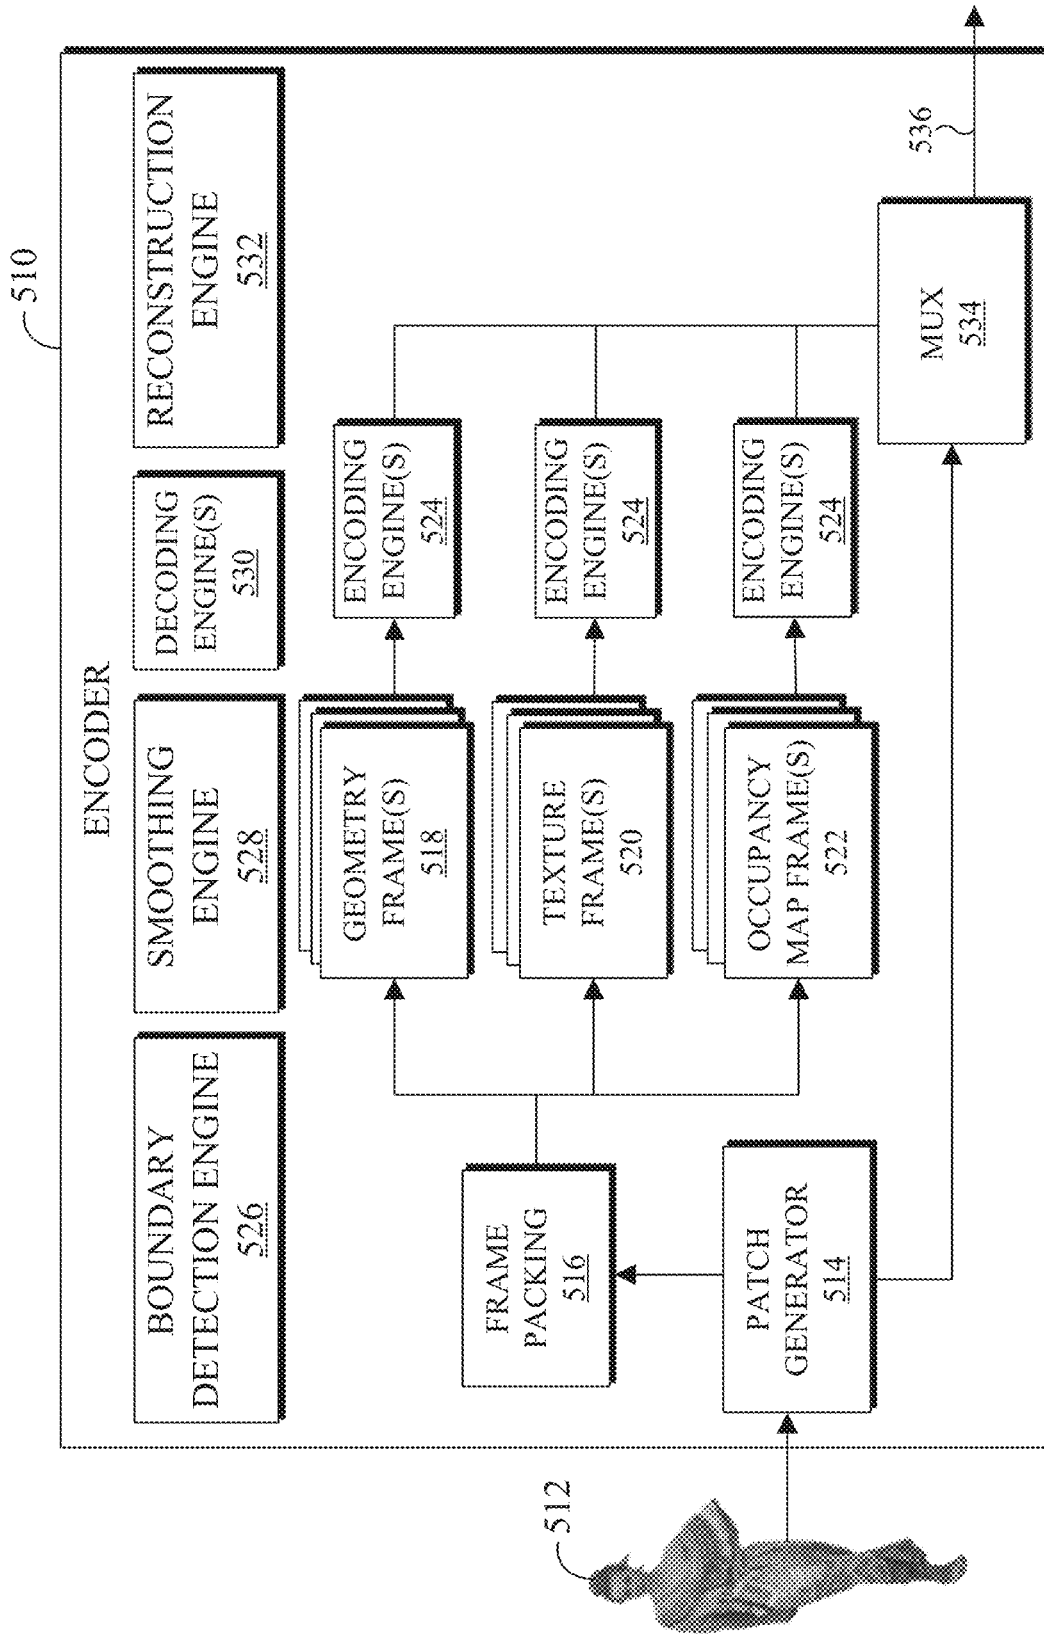 510
ENCODER
BOUNDARY
DETECTION ENGINE
526
SMOOTHING
ENGINE
528
DECODING
ENGINE(S)
530
RECONSTRUCTION
ENGINE
532
GEOMETRY
FRAME(S)
518
ENCODING
ENGINE(S)
524
512
FRAME
PACKING
516
TEXTURE
FRAME(S)
520
ENCODING
ENGINE(S)
524
PATCH
GENERATOR
514
OCCUPANCY
MAP FRAME(S)
522
ENCODING
ENGINE(S)
524
MUX
534
536